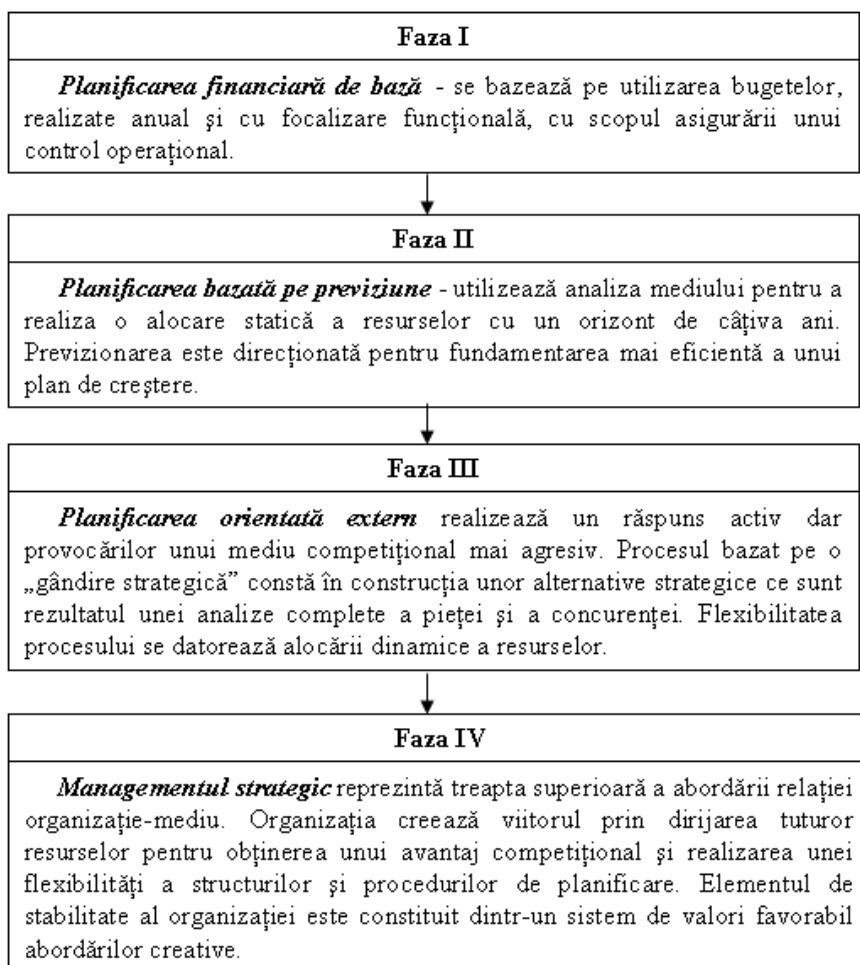 Faza I
Planificarea financiară de bază - se bazează pe utilizarea bugetelor,
realizate anual şi cu focalizare funcţională, cu scopul asigurării unui
control operaţional.
Faza II
Planificarea bazată pe previziune - utilizează analiza mediului pentru a
realiza o alocare statică a resurselor cu un orizont de câţiva ani.
Previzionarea este direcţionată pentru fundamentarea mai eficientă a unui
plan de creştere.
Faza III
Planificarea orientată extern realizează un răspuns activ dar
provocărilor unui mediu competiţional mai agresiv. Procesul bazat pe o
„gândire strategică” constă în construcţia unor alternative strategice ce sunt
rezultatul unei analize complete a pieţei şi a concurenţei. Flexibilitatea
procesului se datorează alocării dinamice a resurselor.
Faza IV
Managementul strategic reprezintă treapta superioară a abordării relaţiei
organizaţie-mediu. Organizaţia creează viitorul prin dirijarea tuturor
resurselor pentru obţinerea unui avantaj competiţional şi realizarea unei
flexibilităţi a structurilor şi procedurilor de planificare. Elementul de
stabilitate al organizaţiei este constituit dintr-un sistem de valori favorabil
abordărilor creative.